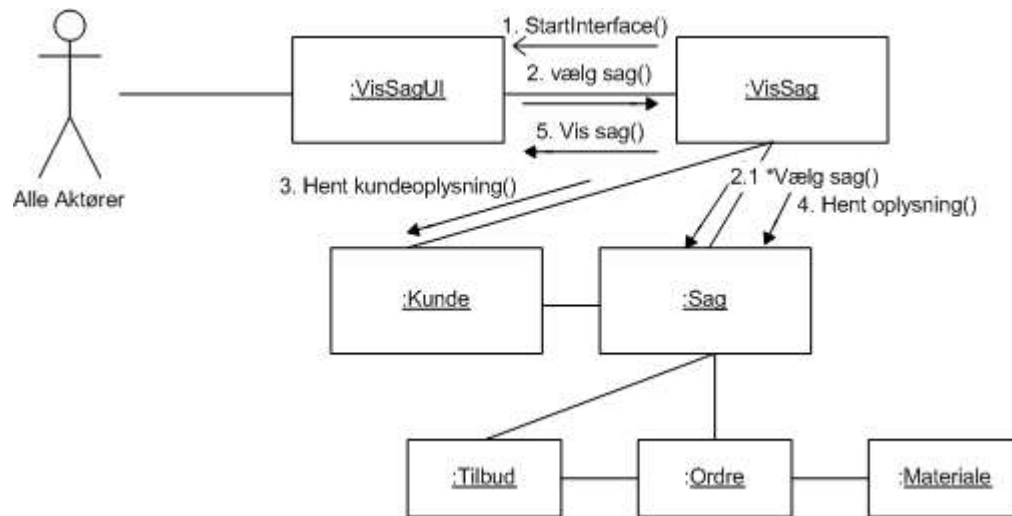 1. StartInterface()
:VisSagUI
2. vælg sag()
:VisSag
5. Vis sag()
Alle Aktører
3. Hent kundeoplysning()
2.1 *Vælg sag()
4. Hent oplysning()
:Kunde
:Sag
:Tilbud
:Ordre
:Materiale